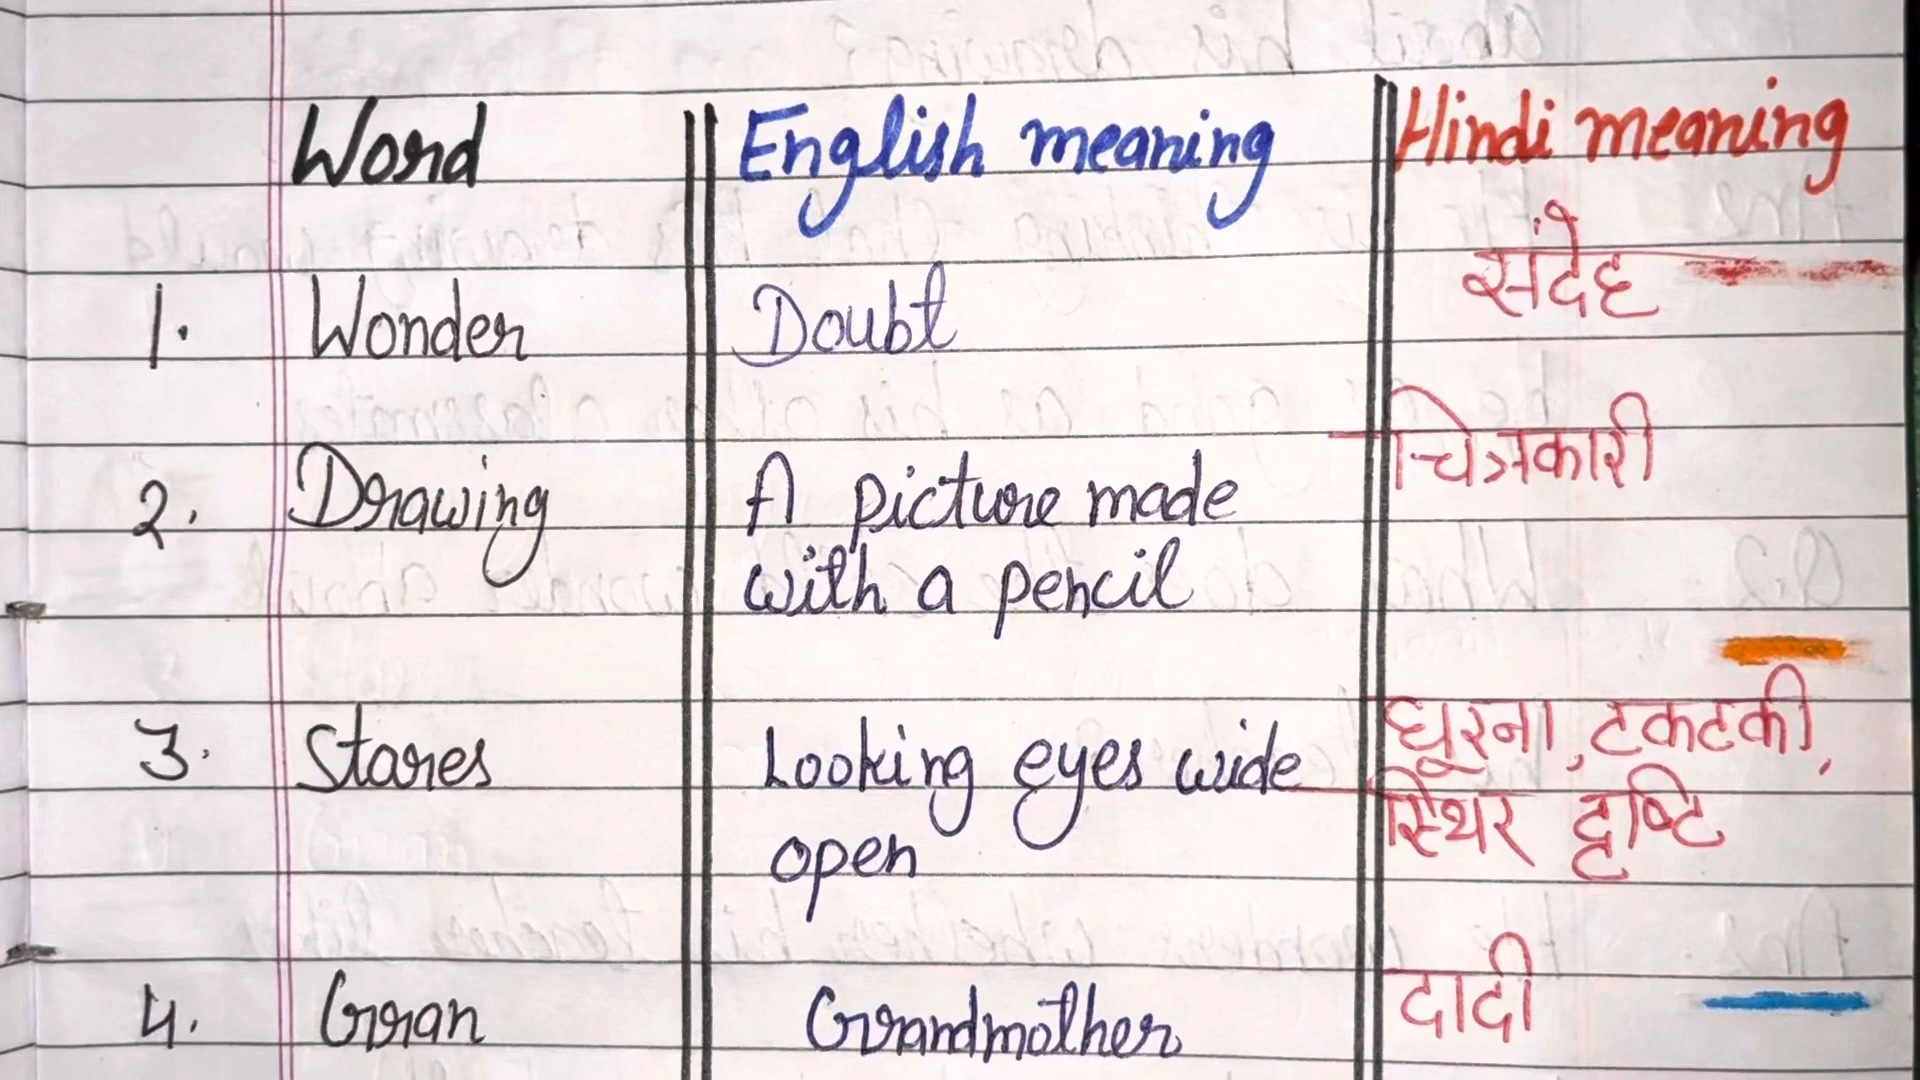 Word English meaning Hindi meaning
1. Wonder Doubt संदेह
2. Drawing A picture made चित्रकारी
with a pencil
3. Stares Looking eyes wide घूरना, टकटकी,
open स्थिर दृष्टि
4. Gran Grandmother दादी